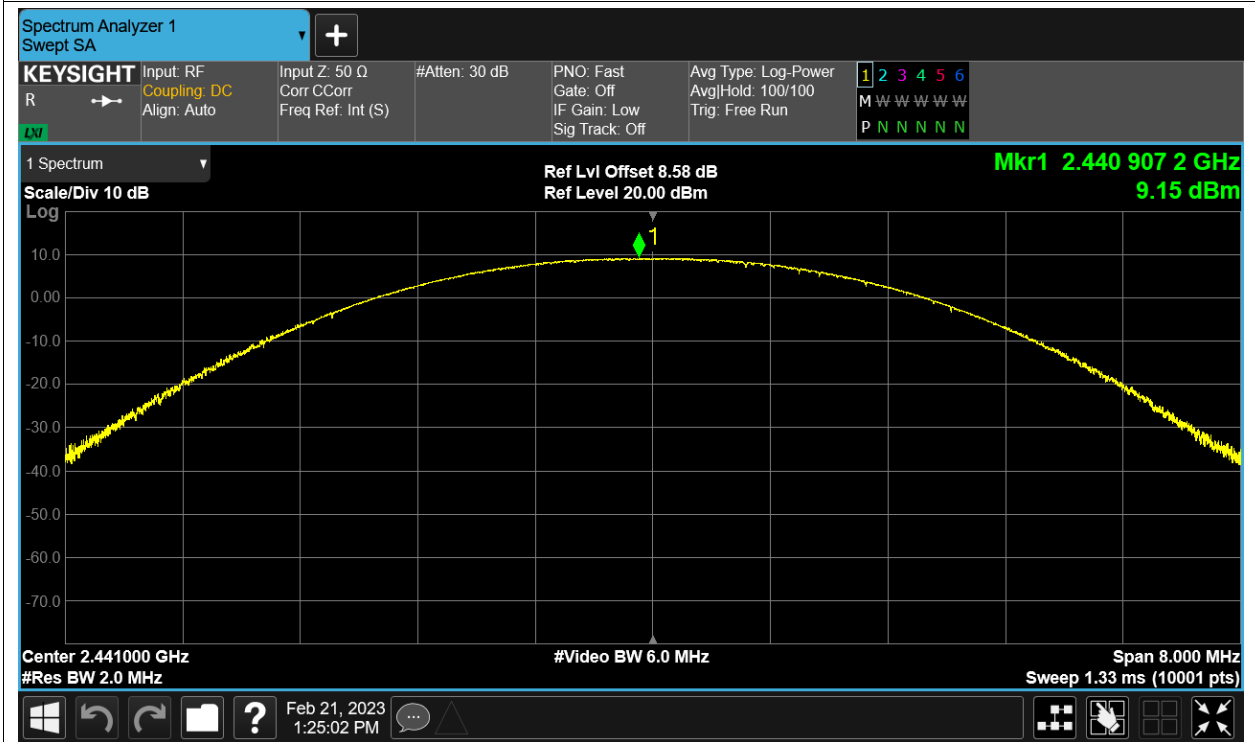 Spectrum Analyzer 1
Swept SA
+
KEYSIGHT
R
LXI
Input: RF
Coupling: DC
Align: Auto
Input Z: 50 Ω
Corr CCorr
Freq Ref: Int (S)
#Atten: 30 dB
PNO: Fast
Gate: Off
IF Gain: Low
Sig Track: Off
Avg Type: Log-Power
Avg|Hold: 100/100
Trig: Free Run
1 2 3 4 5 6
M W W W W W
P N N N N N
1 Spectrum
Scale/Div 10 dB
Log
Ref Lvl Offset 8.58 dB
Ref Level 20.00 dBm
Mkr1 2.440 907 2 GHz
9.15 dBm
1
10.0
0.00
-10.0
-20.0
-30.0
-40.0
-50.0
-60.0
-70.0
Center 2.441000 GHz
#Res BW 2.0 MHz
#Video BW 6.0 MHz
Span 8.000 MHz
Sweep 1.33 ms (10001 pts)
?
Feb 21, 2023
1:25:02 PM